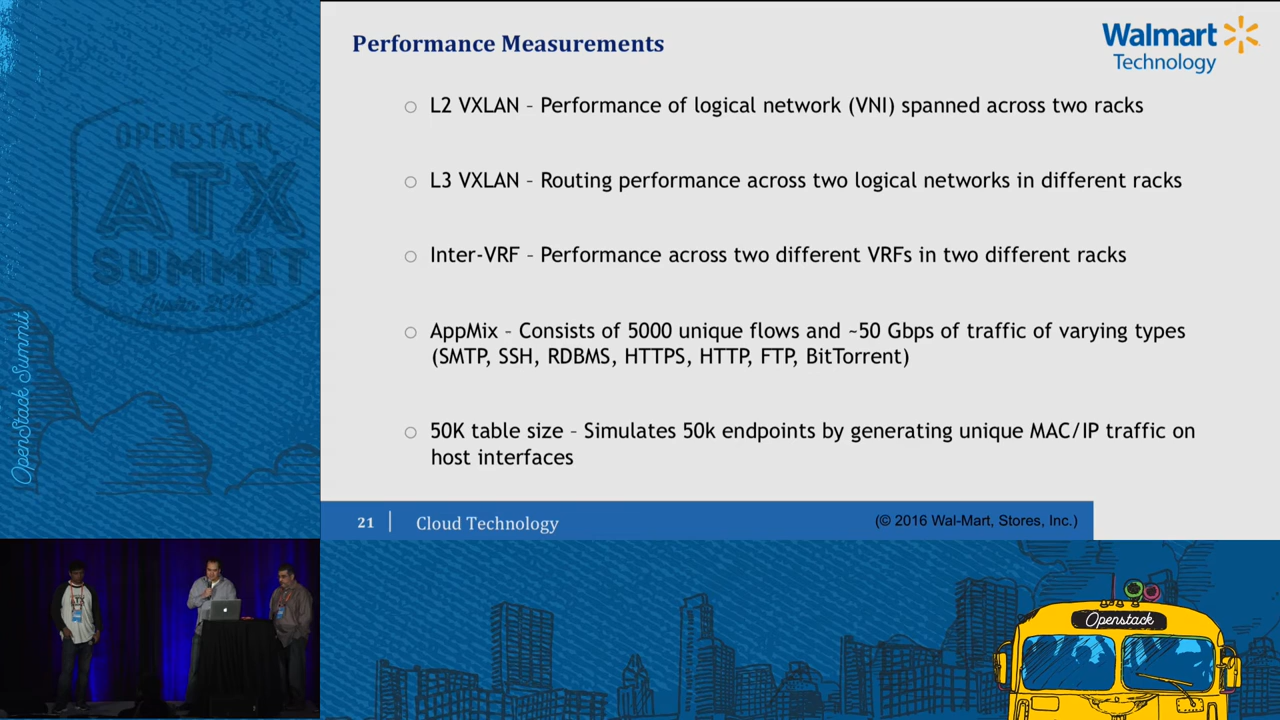 Performance Measurements
Walmart
Technology
○ L2 VXLAN – Performance of logical network (VNI) spanned across two racks
○ L3 VXLAN – Routing performance across two logical networks in different racks
○ Inter-VRF – Performance across two different VRFs in two different racks
○ AppMix – Consists of 5000 unique flows and ~50 Gbps of traffic of varying types
(SMTP, SSH, RDBMS, HTTPS, HTTP, FTP, BitTorrent)
○ 50K table size – Simulates 50k endpoints by generating unique MAC/IP traffic on
host interfaces
21 | Cloud Technology
(© 2016 Wal-Mart, Stores, Inc.)
OPENSTACK
ATX
SUMMIT
Austin 2016
OpenStack Summit
Openstack